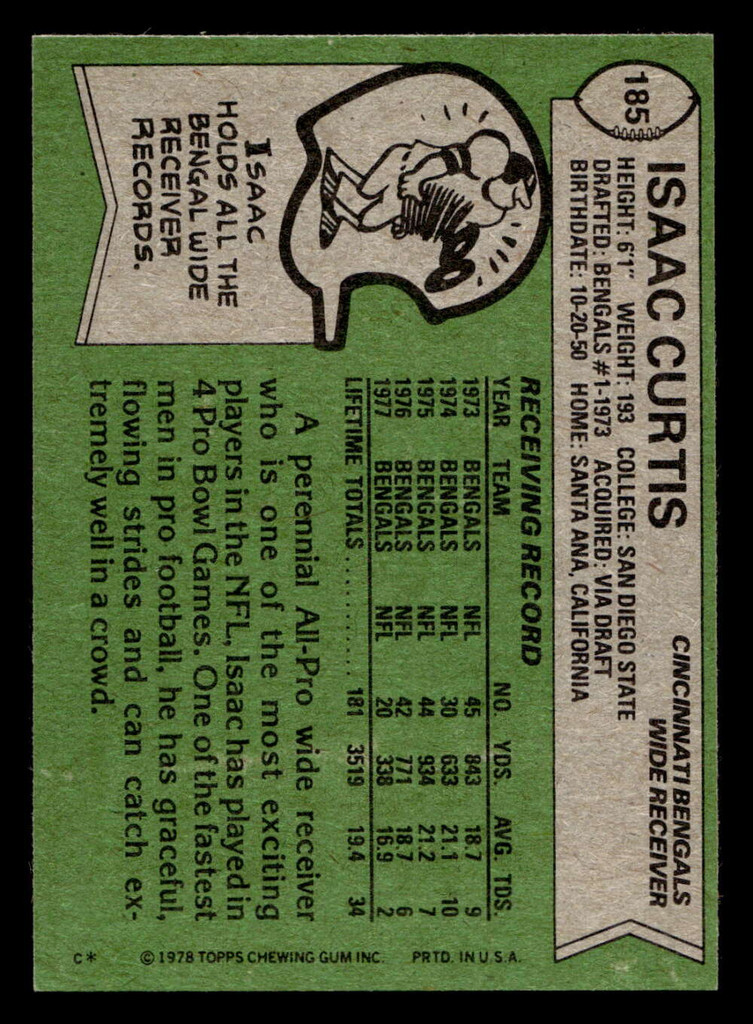 185
ISAAC CURTIS
CINCINNATI BENGALS
WIDE RECEIVER
HEIGHT: 6'1" WEIGHT: 193 COLLEGE: SAN DIEGO STATE
DRAFTED: BENGALS #1-1973 ACQUIRED: VIA DRAFT
BIRTHDATE: 10-20-50 HOME: SANTA ANA, CALIFORNIA
ISAAC
HOLDS ALL THE
BENGAL WIDE
RECEIVER
RECORDS.
RECEIVING RECORD
YEAR TEAM NO. YDS. AVG. TDS.
1973 BENGALS NFL 45 843 18.7 9
1974 BENGALS NFL 30 633 21.1 10
1975 BENGALS NFL 44 934 21.2 7
1976 BENGALS NFL 42 771 18.7 6
1977 BENGALS NFL 20 338 16.9 2
LIFETIME TOTALS .......... 181 3519 19.4 34
A perennial All-Pro wide receiver
who is one of the most exciting
players in the NFL, Isaac has played in
4 Pro Bowl Games. One of the fastest
men in pro football, he has graceful,
flowing strides and can catch ex-
tremely well in a crowd.
C* © 1978 TOPPS CHEWING GUM INC. PRTD. IN U.S.A.